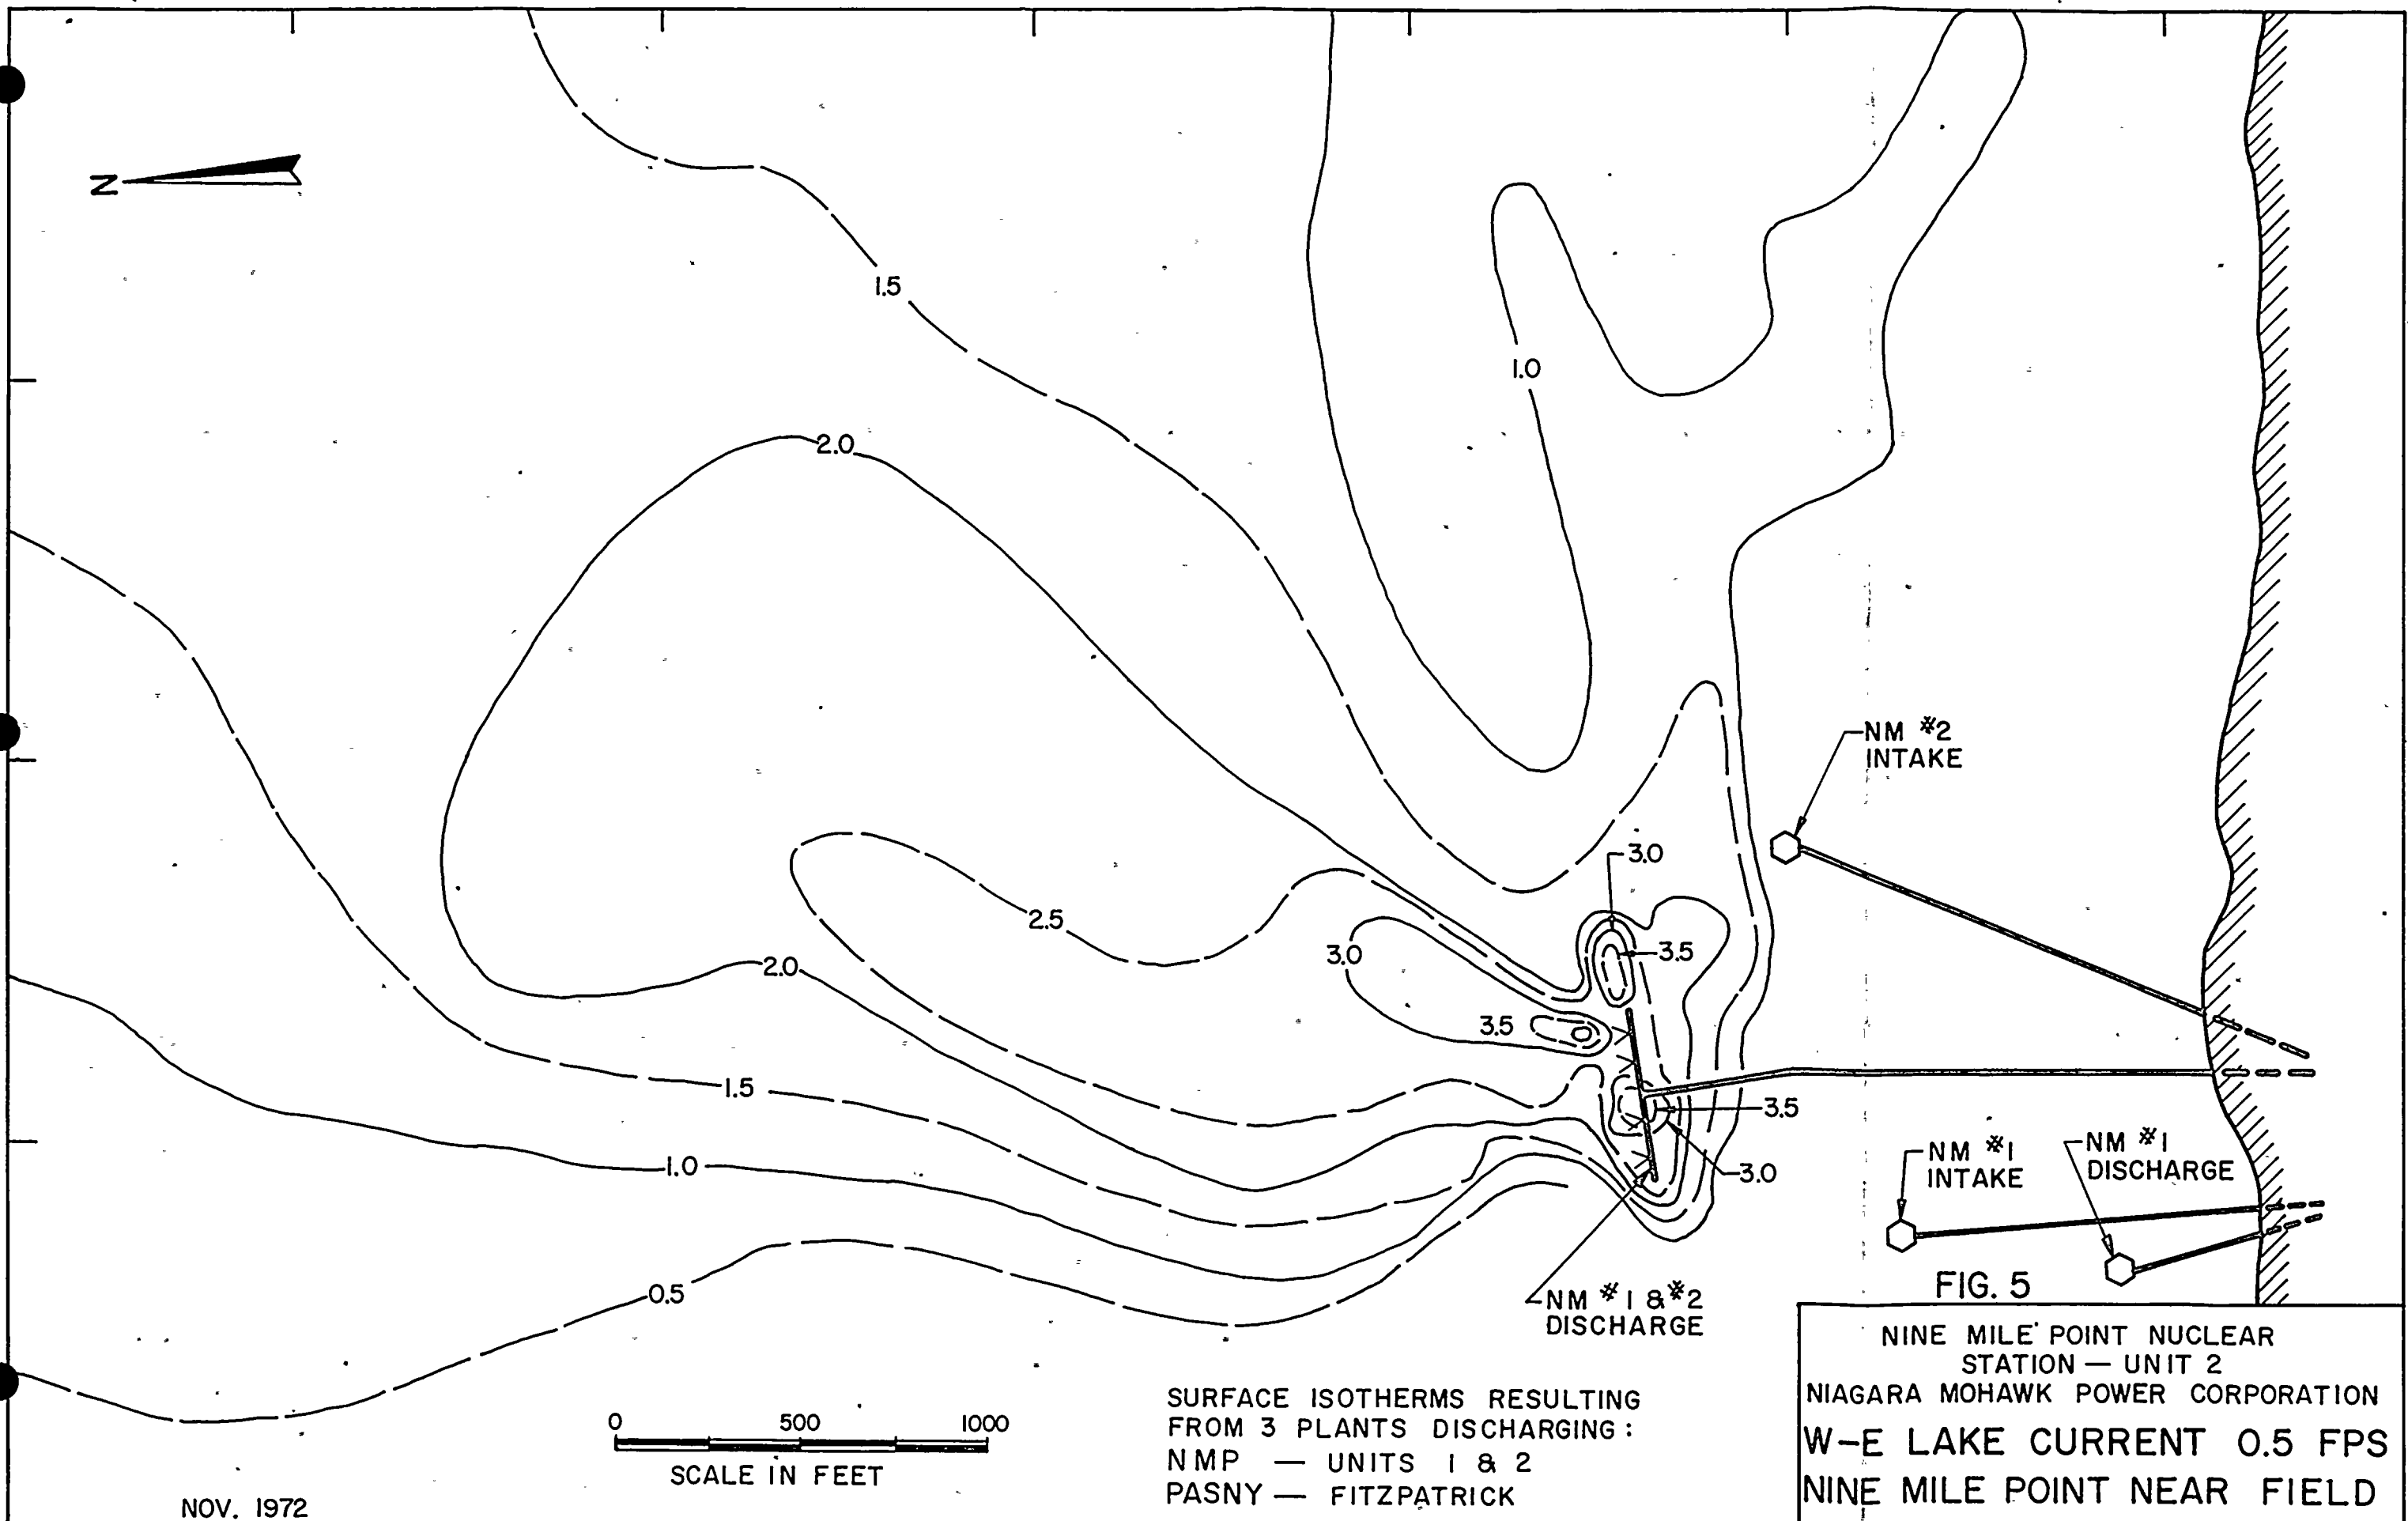 N
1.5
1.0
2.0
NM #2
INTAKE
3.0
2.5
3.0
3.5
2.0
3.5
1.5
3.5
1.0
3.0
NM #1
INTAKE
NM #1
DISCHARGE
0.5
NM #1 & #2
DISCHARGE
FIG. 5
0 500 1000
SCALE IN FEET
SURFACE ISOTHERMS RESULTING
FROM 3 PLANTS DISCHARGING:
NMP — UNITS 1 & 2
PASNY — FITZPATRICK
NINE MILE POINT NUCLEAR
STATION — UNIT 2
NIAGARA MOHAWK POWER CORPORATION
W-E LAKE CURRENT 0.5 FPS
NINE MILE POINT NEAR FIELD
NOV. 1972